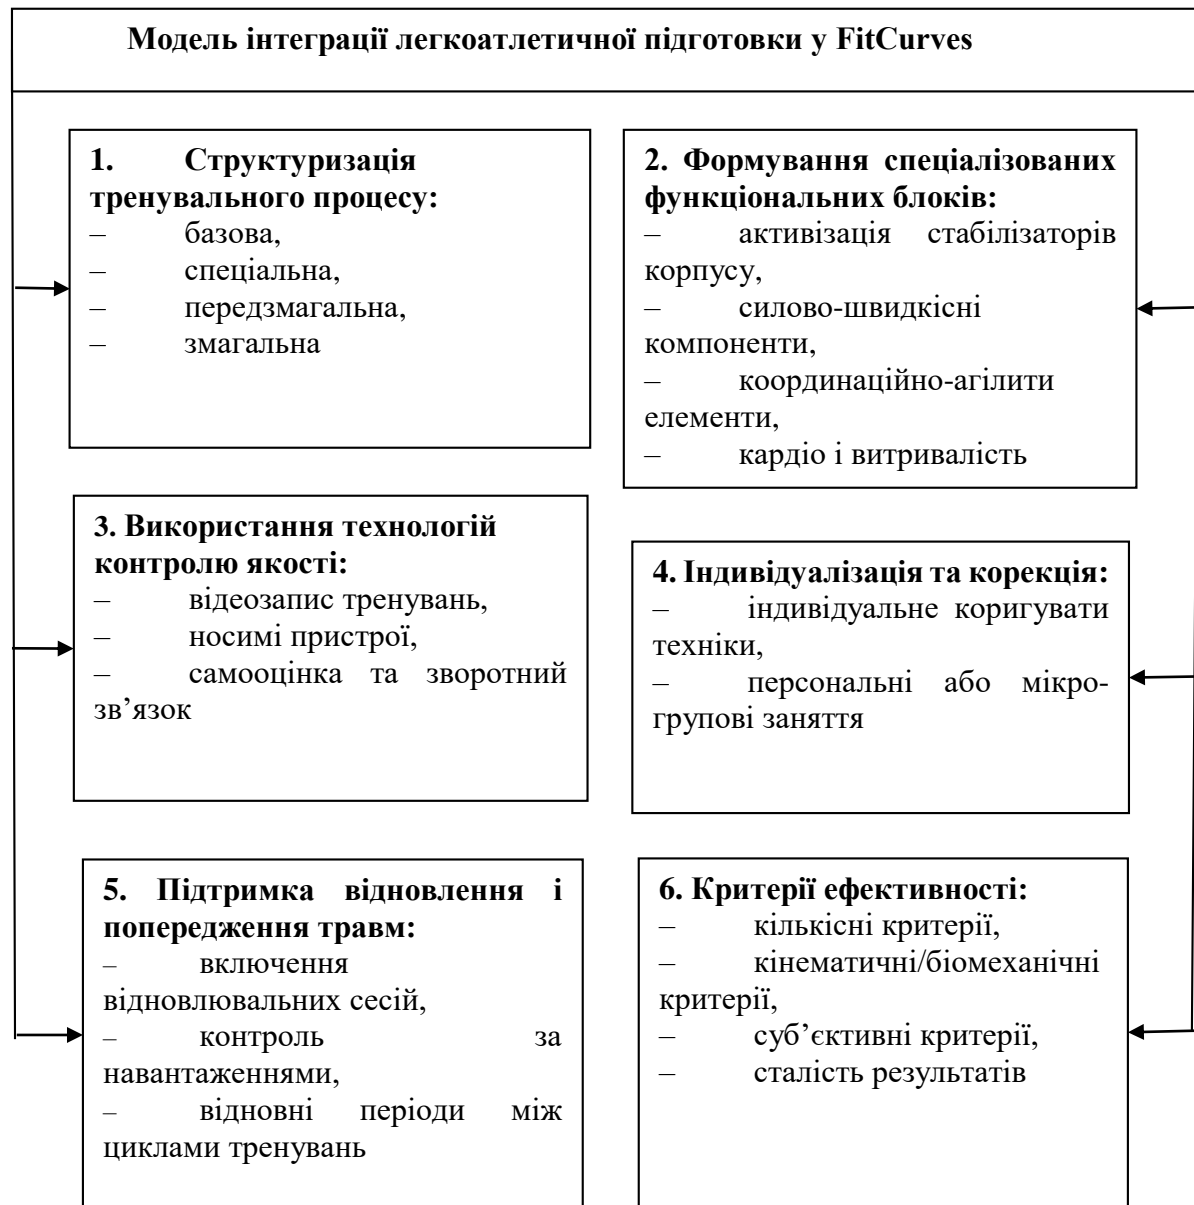 Модель інтеграції легкоатлетичної підготовки у FitCurves
1. Структуризація
тренувального процесу:
– базова,
– спеціальна,
– передзмагальна,
– змагальна
2. Формування спеціалізованих
функціональних блоків:
– активізація стабілізаторів
корпусу,
– силово-швидкісні
компоненти,
– координаційно-агілити
елементи,
– кардіо і витривалість
3. Використання технологій
контролю якості:
– відеозапис тренувань,
– носимі пристрої,
– самооцінка та зворотний
зв’язок
4. Індивідуалізація та корекція:
– індивідуальне коригувати
техніки,
– персональні або мікро-
групові заняття
5. Підтримка відновлення і
попередження травм:
– включення
відновлювальних сесій,
– контроль за
навантаженнями,
– відновні періоди між
циклами тренувань
6. Критерії ефективності:
– кількісні критерії,
– кінематичні/біомеханічні
критерії,
– суб’єктивні критерії,
– сталість результатів